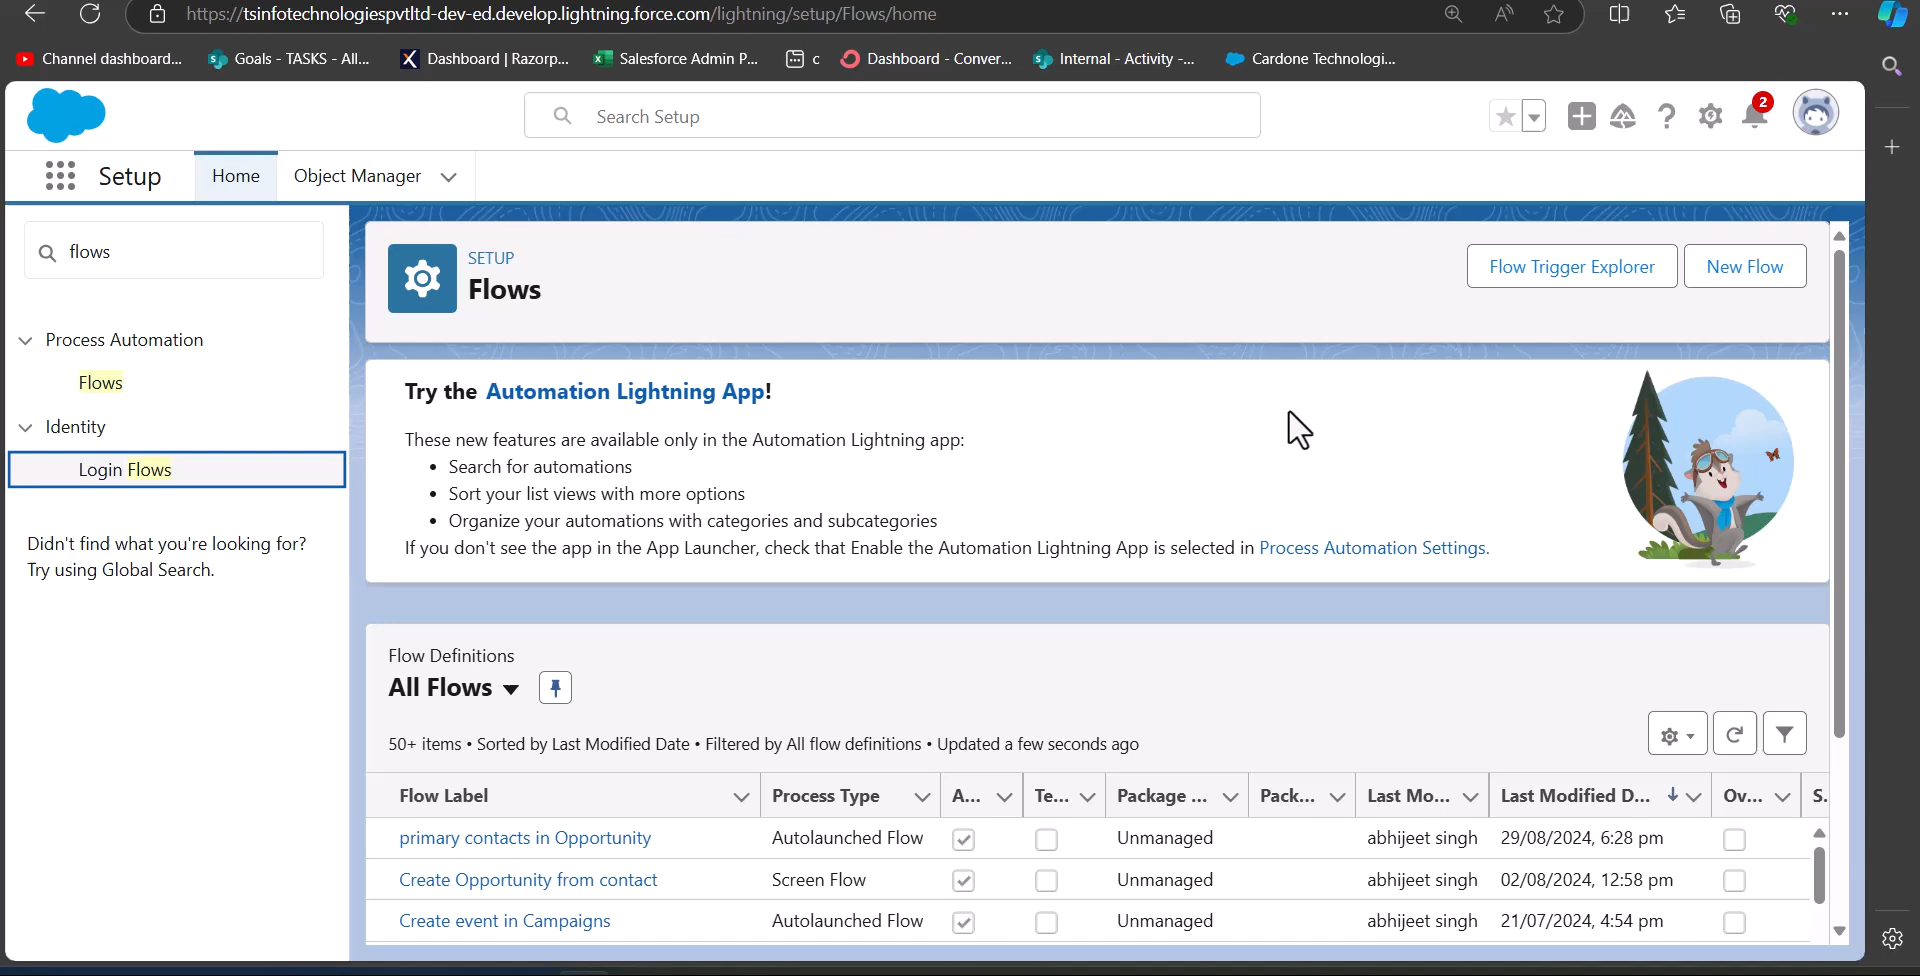 https://tsinfotechnologiespvtltd-dev-ed.develop.lightning.force.com/lightning/setup/Flows/home
Channel dashboard... Goals - TASKS - All... Dashboard | Razorp... Salesforce Admin P... c Dashboard - Conver... Internal - Activity -... Cardone Technologi...
Search Setup
2
Setup Home Object Manager
flows
Process Automation
Flows
Identity
Login Flows
Didn't find what you're looking for?
Try using Global Search.
SETUP
Flows
Flow Trigger Explorer New Flow
Try the Automation Lightning App!
These new features are available only in the Automation Lightning app:
• Search for automations
• Sort your list views with more options
• Organize your automations with categories and subcategories
If you don't see the app in the App Launcher, check that Enable the Automation Lightning App is selected in Process Automation Settings.
Flow Definitions
All Flows
50+ items • Sorted by Last Modified Date • Filtered by All flow definitions • Updated a few seconds ago
Flow Label Process Type A... Te... Package ... Pack... Last Mo... Last Modified D... Ov... S.
primary contacts in Opportunity Autolaunched Flow Unmanaged abhijeet singh 29/08/2024, 6:28 pm
Create Opportunity from contact Screen Flow Unmanaged abhijeet singh 02/08/2024, 12:58 pm
Create event in Campaigns Autolaunched Flow Unmanaged abhijeet singh 21/07/2024, 4:54 pm